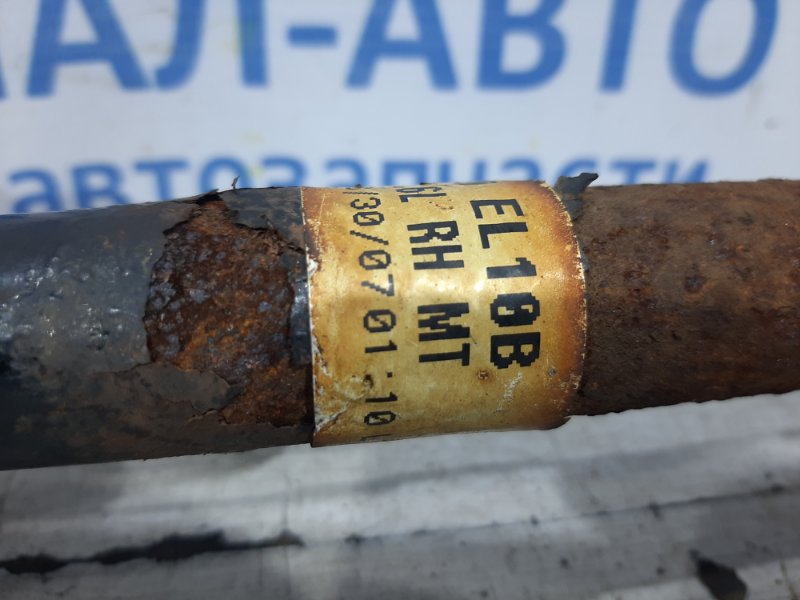 АЛ-АВТО
автозапчасти
EL10B
RH MT
/30/07 01:10